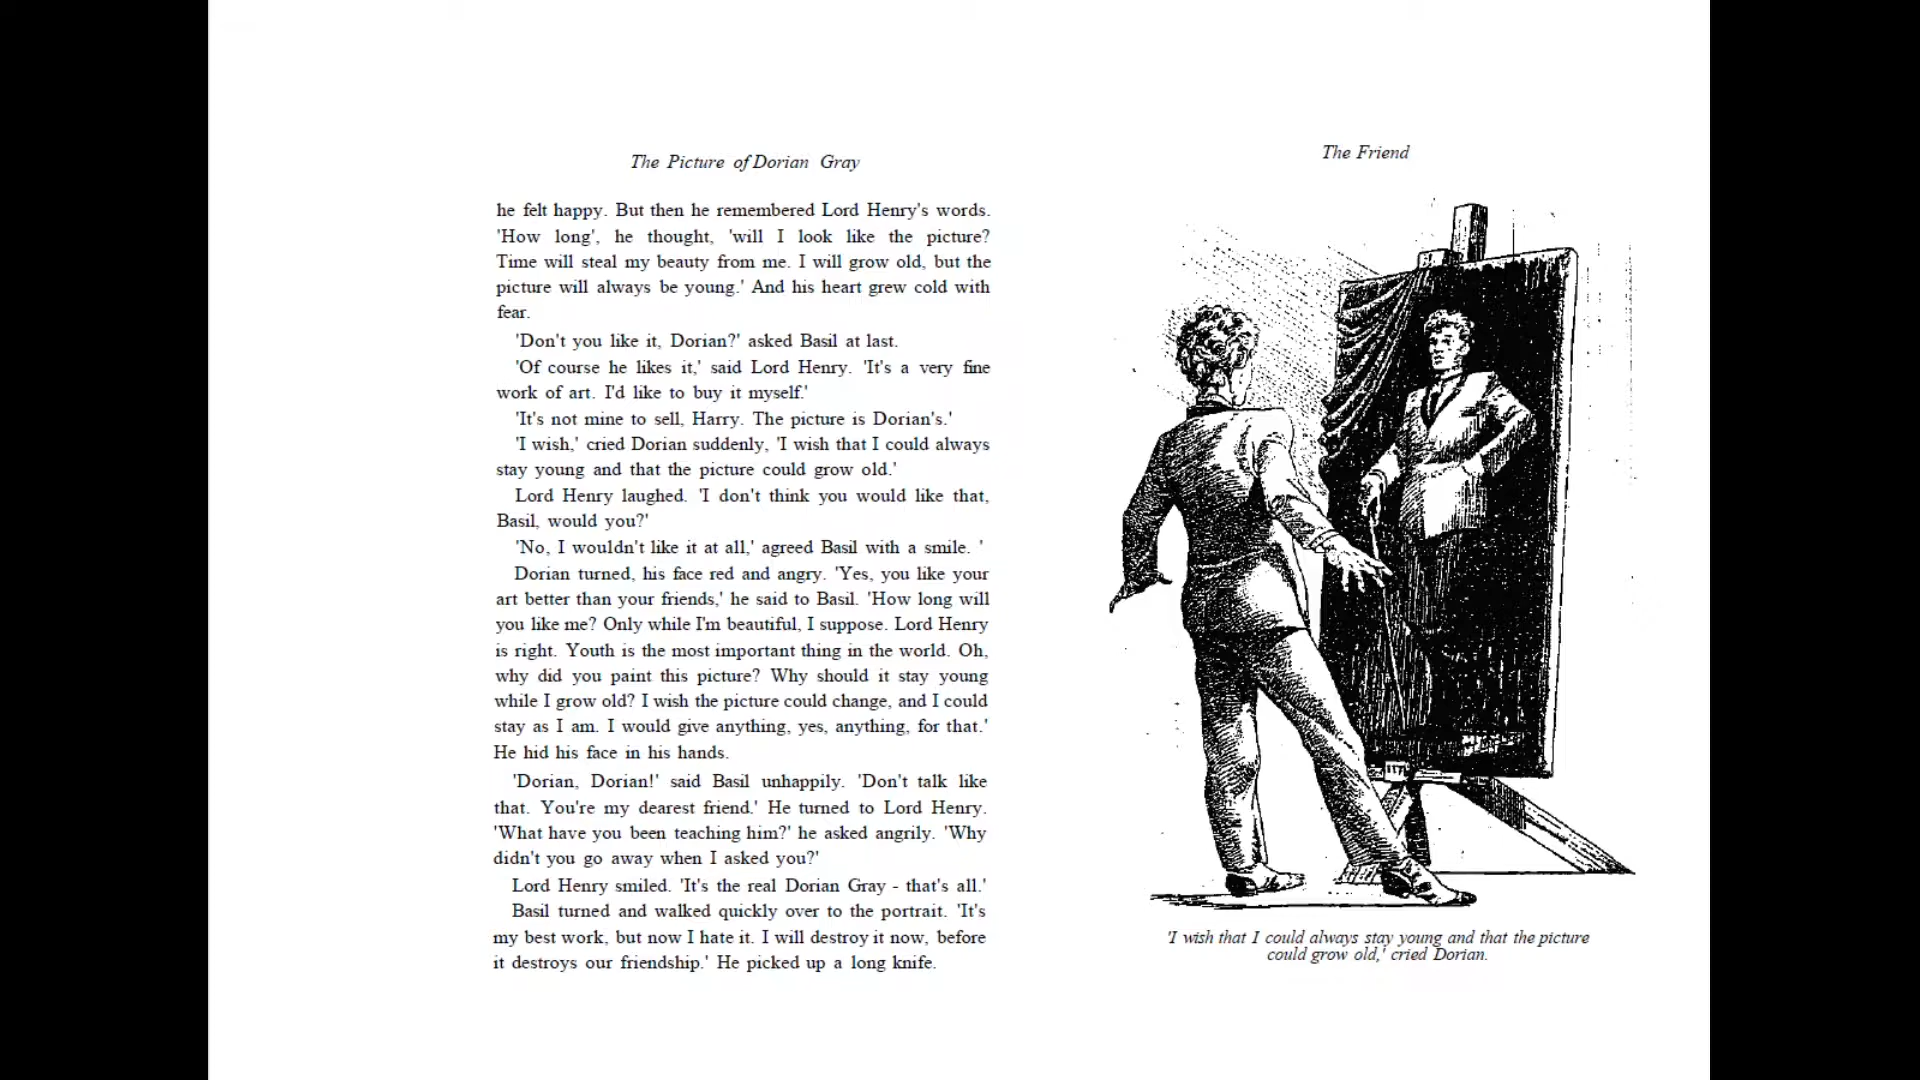 The Picture of Dorian Gray
he felt happy. But then he remembered Lord Henry's words.
'How long', he thought, 'will I look like the picture?
Time will steal my beauty from me. I will grow old, but the
picture will always be young.' And his heart grew cold with
fear.
'Don't you like it, Dorian?' asked Basil at last.
'Of course he likes it,' said Lord Henry. 'It's a very fine
work of art. I'd like to buy it myself.'
'It's not mine to sell, Harry. The picture is Dorian's.'
'I wish,' cried Dorian suddenly, 'I wish that I could always
stay young and that the picture could grow old.'
Lord Henry laughed. 'I don't think you would like that,
Basil, would you?'
'No, I wouldn't like it at all,' agreed Basil with a smile. '
Dorian turned, his face red and angry. 'Yes, you like your
art better than your friends,' he said to Basil. 'How long will
you like me? Only while I'm beautiful, I suppose. Lord Henry
is right. Youth is the most important thing in the world. Oh,
why did you paint this picture? Why should it stay young
while I grow old? I wish the picture could change, and I could
stay as I am. I would give anything, yes, anything, for that.'
He hid his face in his hands.
'Dorian, Dorian!' said Basil unhappily. 'Don't talk like
that. You're my dearest friend.' He turned to Lord Henry.
'What have you been teaching him?' he asked angrily. 'Why
didn't you go away when I asked you?'
Lord Henry smiled. 'It's the real Dorian Gray - that's all.'
Basil turned and walked quickly over to the portrait. 'It's
my best work, but now I hate it. I will destroy it now, before
it destroys our friendship.' He picked up a long knife.
The Friend
'I wish that I could always stay young and that the picture
could grow old,' cried Dorian.